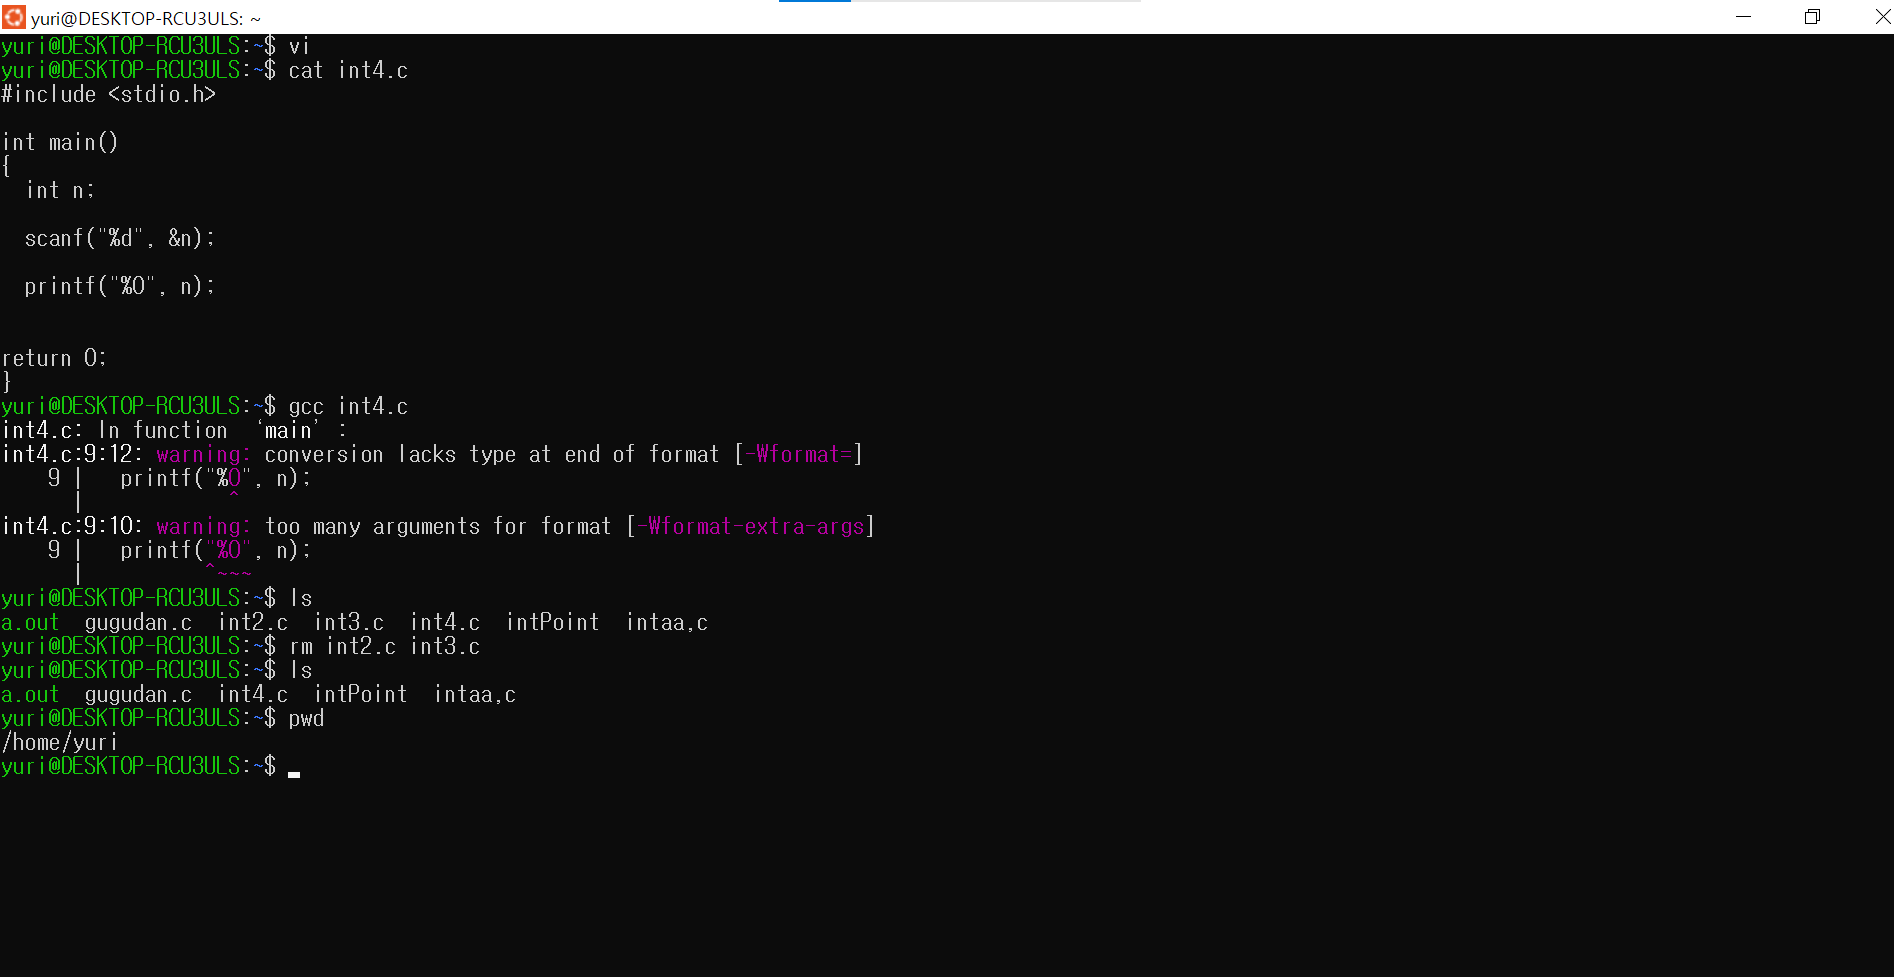 yuri@DESKTOP-RCU3ULS: ~
yuri@DESKTOP-RCU3ULS:~$ vi
yuri@DESKTOP-RCU3ULS:~$ cat int4.c
#include <stdio.h>
int main()
{
  int n;
  scanf("%d", &n);
  printf("%0", n);
return 0;
}
yuri@DESKTOP-RCU3ULS:~$ gcc int4.c
int4.c: In function ‘main’:
int4.c:9:12: warning: conversion lacks type at end of format [-Wformat=]
    9 |   printf("%0", n);
      |            ^
int4.c:9:10: warning: too many arguments for format [-Wformat-extra-args]
    9 |   printf("%0", n);
      |          ^~~~
yuri@DESKTOP-RCU3ULS:~$ ls
a.out  gugudan.c  int2.c  int3.c  int4.c  intPoint  intaa,c
yuri@DESKTOP-RCU3ULS:~$ rm int2.c int3.c
yuri@DESKTOP-RCU3ULS:~$ ls
a.out  gugudan.c  int4.c  intPoint  intaa,c
yuri@DESKTOP-RCU3ULS:~$ pwd
/home/yuri
yuri@DESKTOP-RCU3ULS:~$